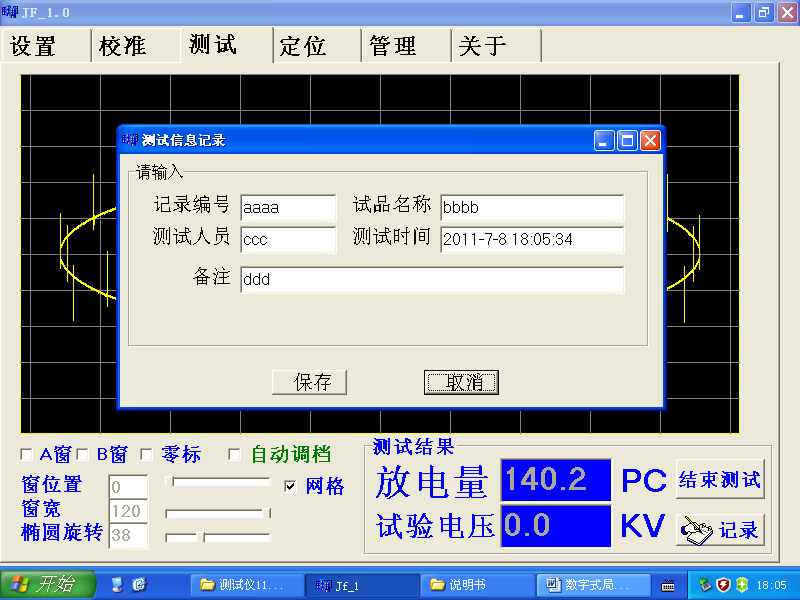 JF_1.0
设置 校准 测试 定位 管理 关于
测试信息记录
请输入
记录编号 aaaa 试品名称 bbbb
测试人员 ccc 测试时间 2011-7-8 18:05:34
备注 ddd
保存 取消
A窗 B窗 零标 自动调档
窗位置 0 网格
窗宽 120
椭圆旋转 38
测试结果
放电量 140.2 PC 结束测试
试验电压 0.0 KV 记录
开始 测试仪11... Jf_1 说明书 数字式局... 18:05